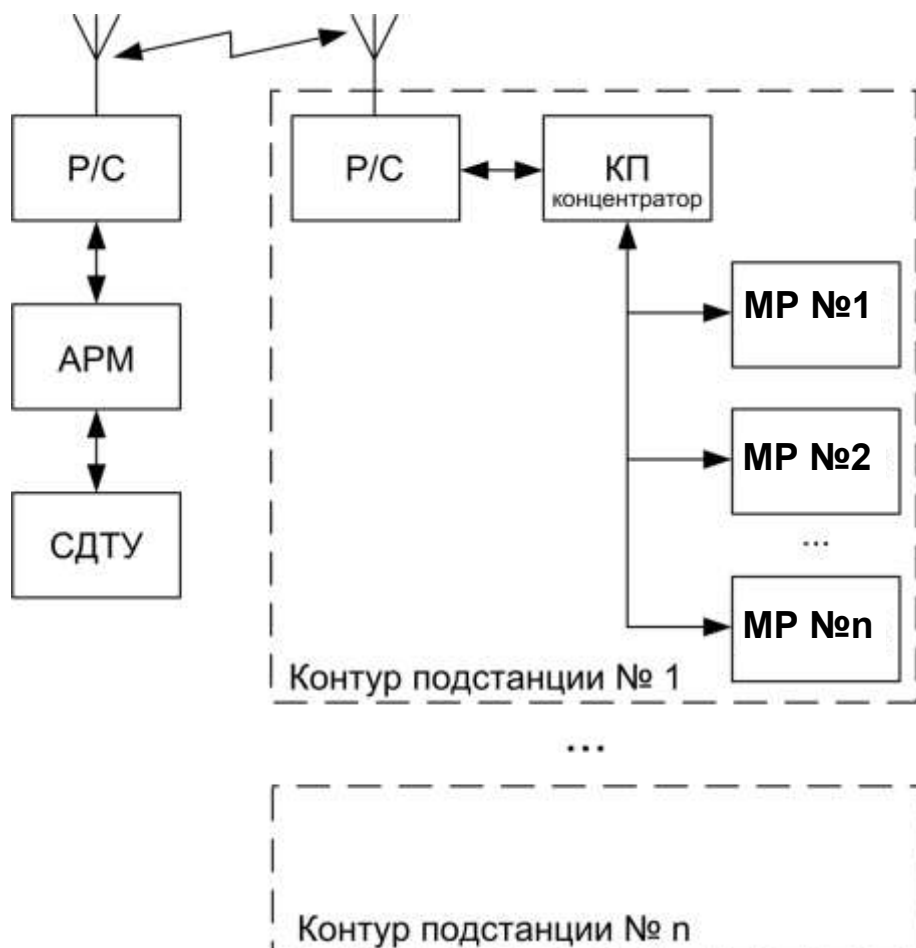 Р/С
Р/С
КП
концентратор
МР №1
АРМ
МР №2
...
СДТУ
МР №n
Контур подстанции № 1
...
Контур подстанции № n